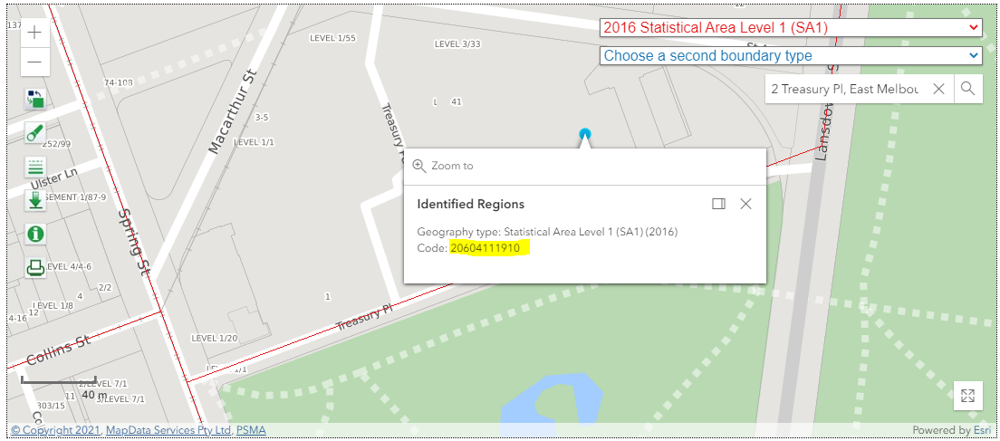 2016 Statistical Area Level 1 (SA1)
Choose a second boundary type
2 Treasury Pl, East Melbou
LEVEL 1/55
LEVEL 3/33
74-108
Macarthur St
3-5
LEVEL 1/1
L 41
Treasury
Lansdow
252/99
Ulster Ln
SEMENT 1/87-9
Spring St
LEVEL 4/4-6
2/2
4
LEVEL 1/8
12
14-16
Zoom to
Identified Regions
Geography type: Statistical Area Level 1 (SA1) (2016)
Code: 20604111910
1
Treasury Pl
LEVEL 1/20
Collins St
1/1
2/LEVEL 7/1
11
LEVEL 7/1
303/15
40 m
© Copyright 2021, MapData Services Pty Ltd, PSMA
Powered by Esri